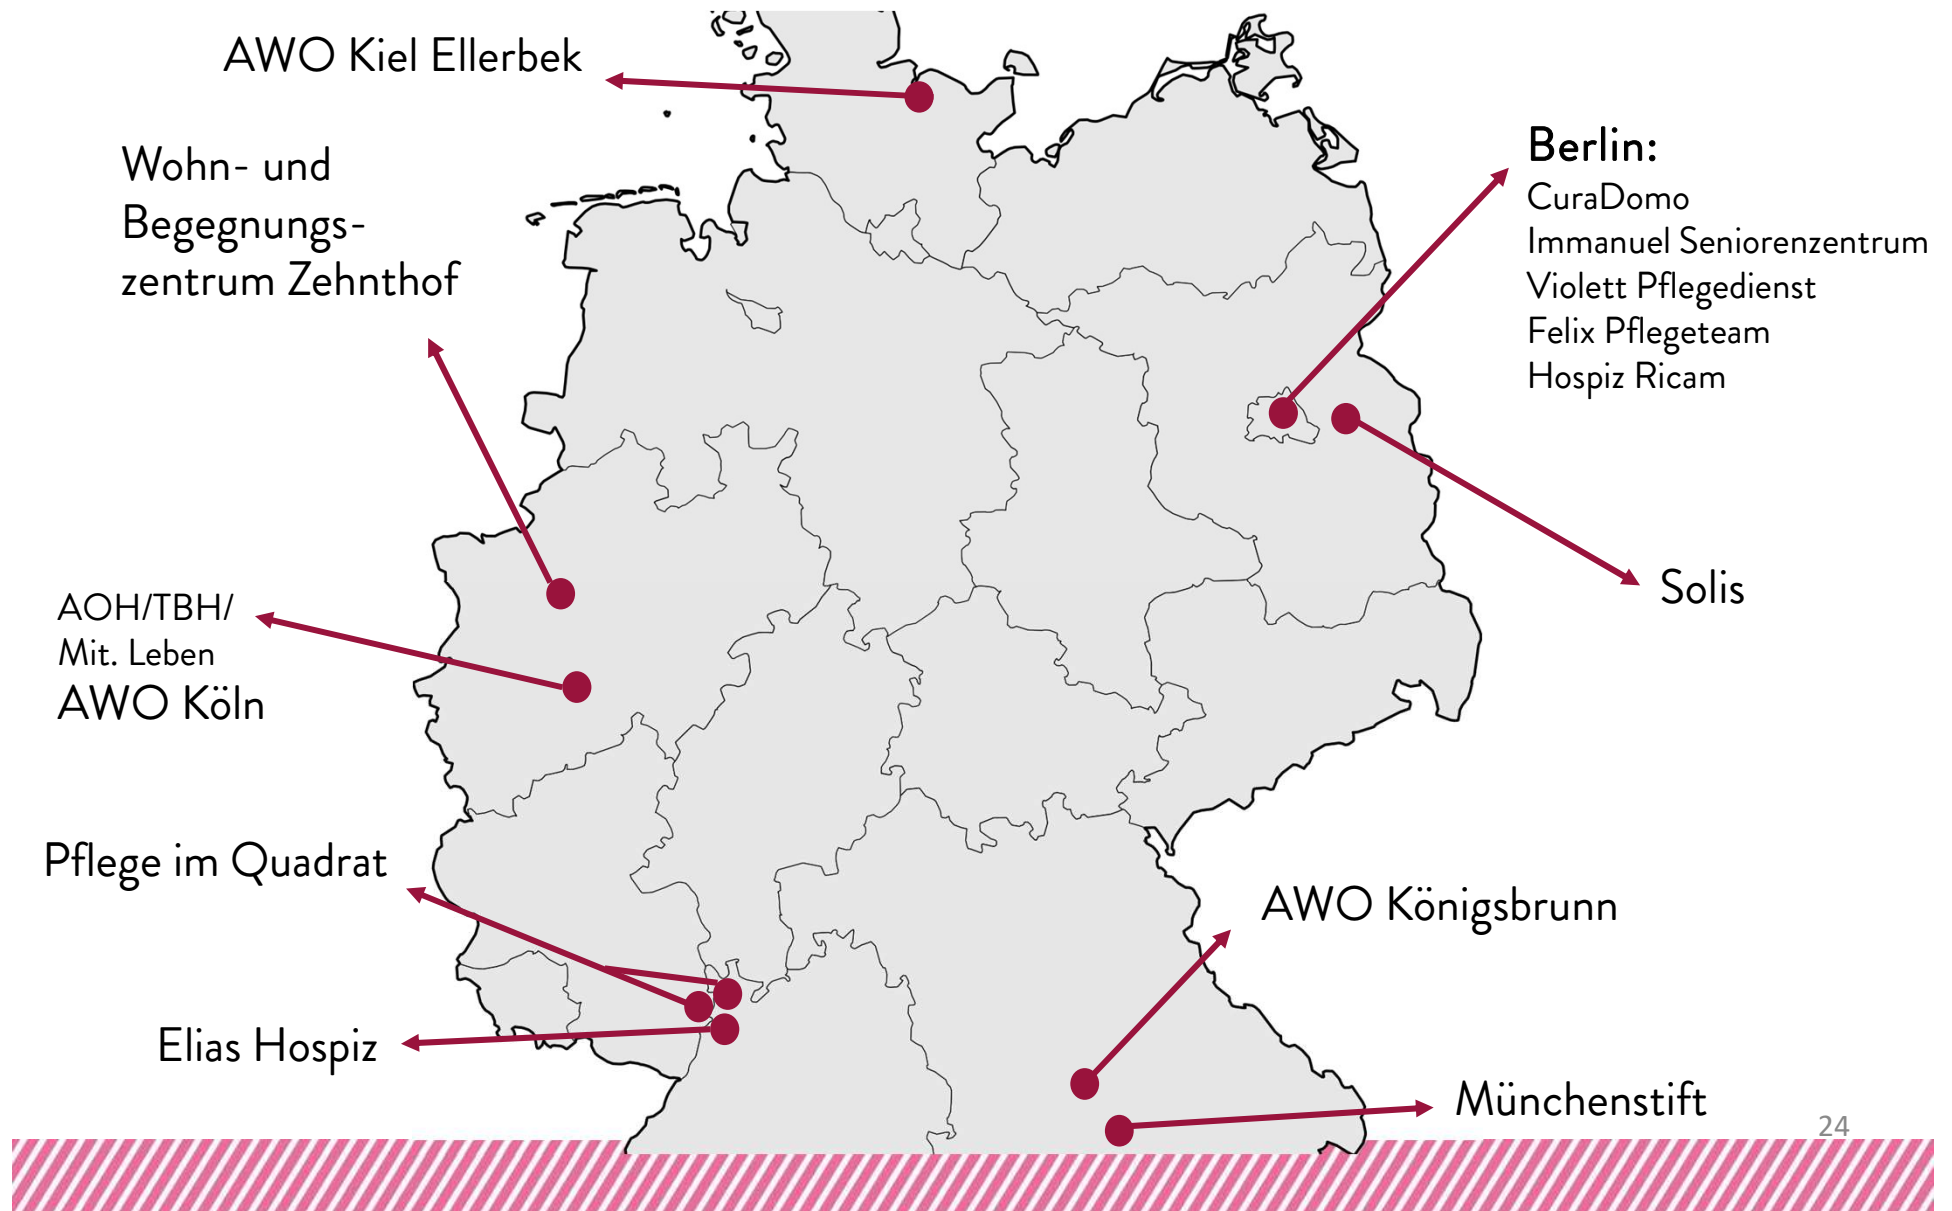 AWO Kiel Ellerbek
Wohn- und
Begegnungs-
zentrum Zehnthof
AOH/TBH/
Mit. Leben
AWO Köln
Pflege im Quadrat
Elias Hospiz
Berlin:
CuraDomo
Immanuel Seniorenzentrum
Violett Pflegedienst
Felix Pflegeteam
Hospiz Ricam
Solis
AWO Königsbrunn
Münchenstift
24